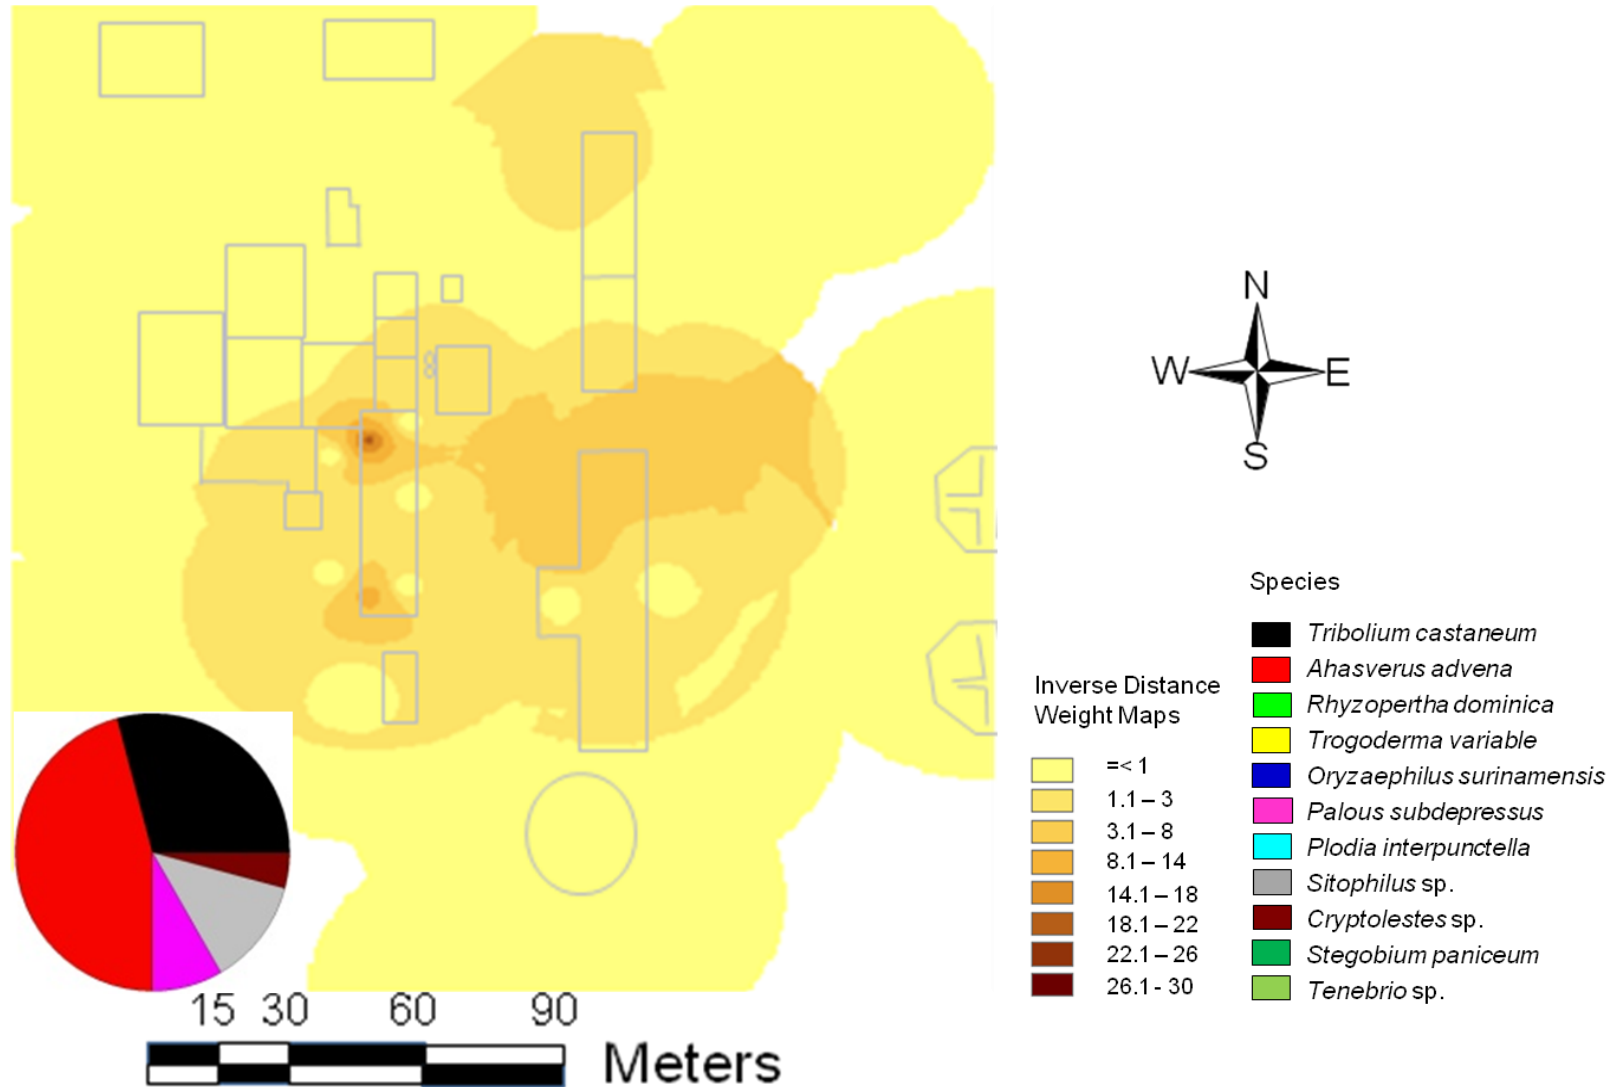 N
W E
S
Species
Tribolium castaneum
Ahasverus advena
Rhyzopertha dominica
Trogoderma variable
Oryzaephilus surinamensis
Palous subdepressus
Plodia interpunctella
Sitophilus sp.
Cryptolestes sp.
Stegobium paniceum
Tenebrio sp.
Inverse Distance
Weight Maps
=< 1
1.1 – 3
3.1 – 8
8.1 – 14
14.1 – 18
18.1 – 22
22.1 – 26
26.1 - 30
15 30 60 90
Meters